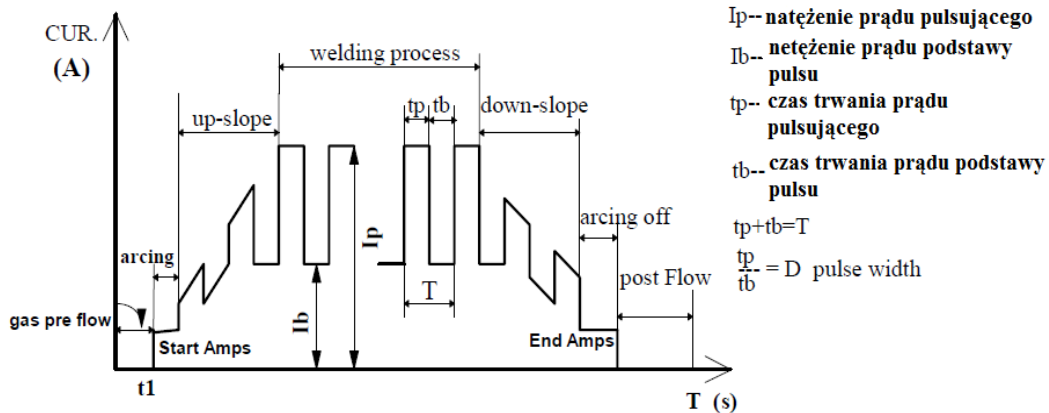 CUR.
(A)
welding process
up-slope
tp
tb
down-slope
arcing off
arcing
post Flow
gas pre flow
Start Amps
End Amps
Ib
Ip
T
t1
T (s)
Ip-- natężenie prądu pulsującego
Ib-- netężenie prądu podstawy
pulsu
tp-- czas trwania prądu
pulsującego
tb-- czas trwania prądu podstawy
pulsu
tp+tb=T
tp
--- = D pulse width
tb